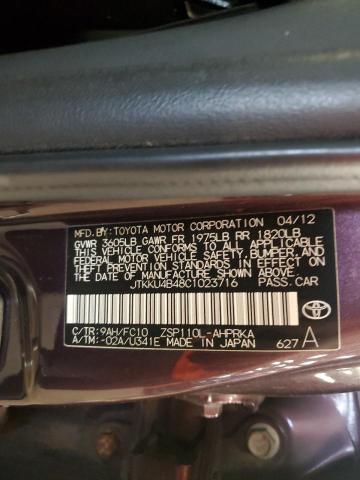 MFD.BY: TOYOTA MOTOR CORPORATION 04/12
GVWR 3605LB GAWR FR 1975LB RR 1820LB
THIS VEHICLE CONFORMS TO ALL APPLICABLE
FEDERAL MOTOR VEHICLE SAFETY, BUMPER, AND
THEFT PREVENTION STANDARDS IN EFFECT ON
THE DATE OF MANUFACTURE SHOWN ABOVE.
JTKKU4B48C1023716 PASS.CAR
C/TR: 9AH/FC10 ZSP110L-AHPRKA
A/TM: -02A/U341E MADE IN JAPAN 627 A